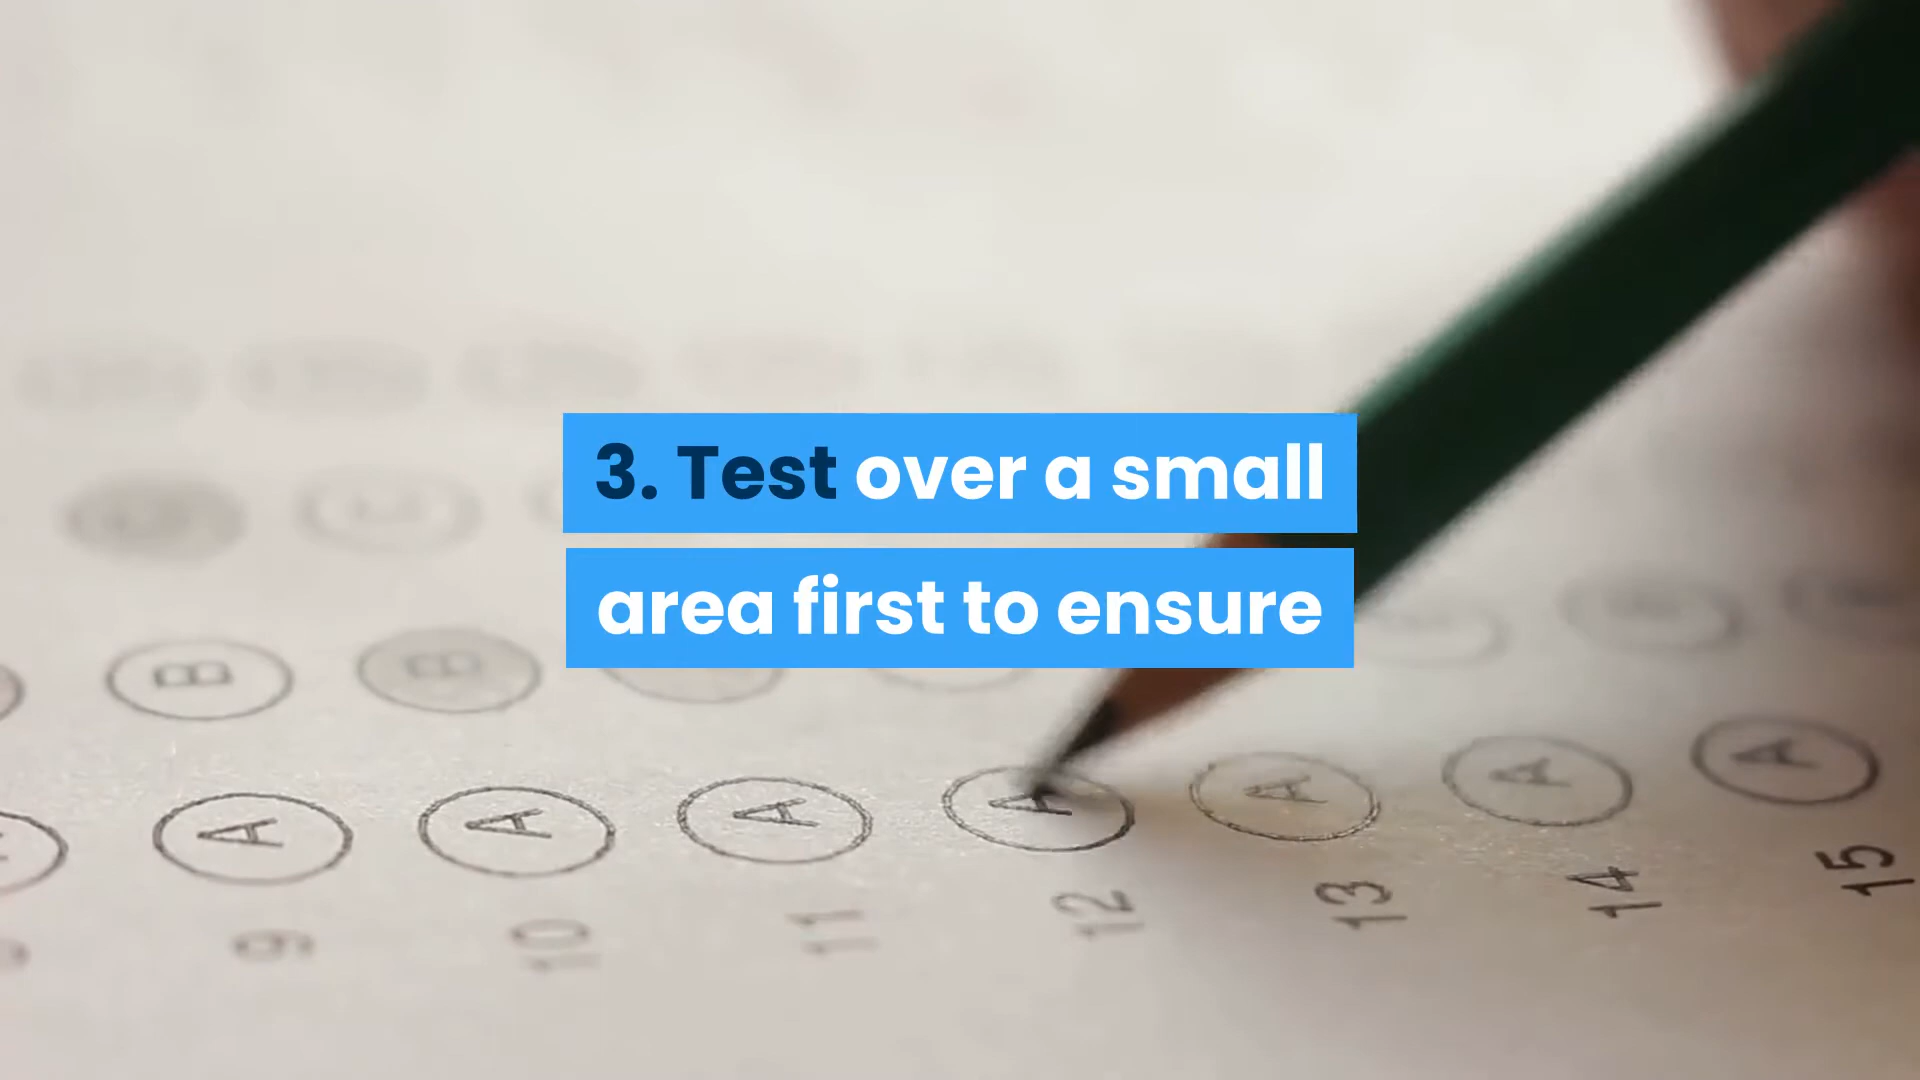 3. Test over a small
area first to ensure
B B
A A A A A A A
9 10 11 12 13 14 15